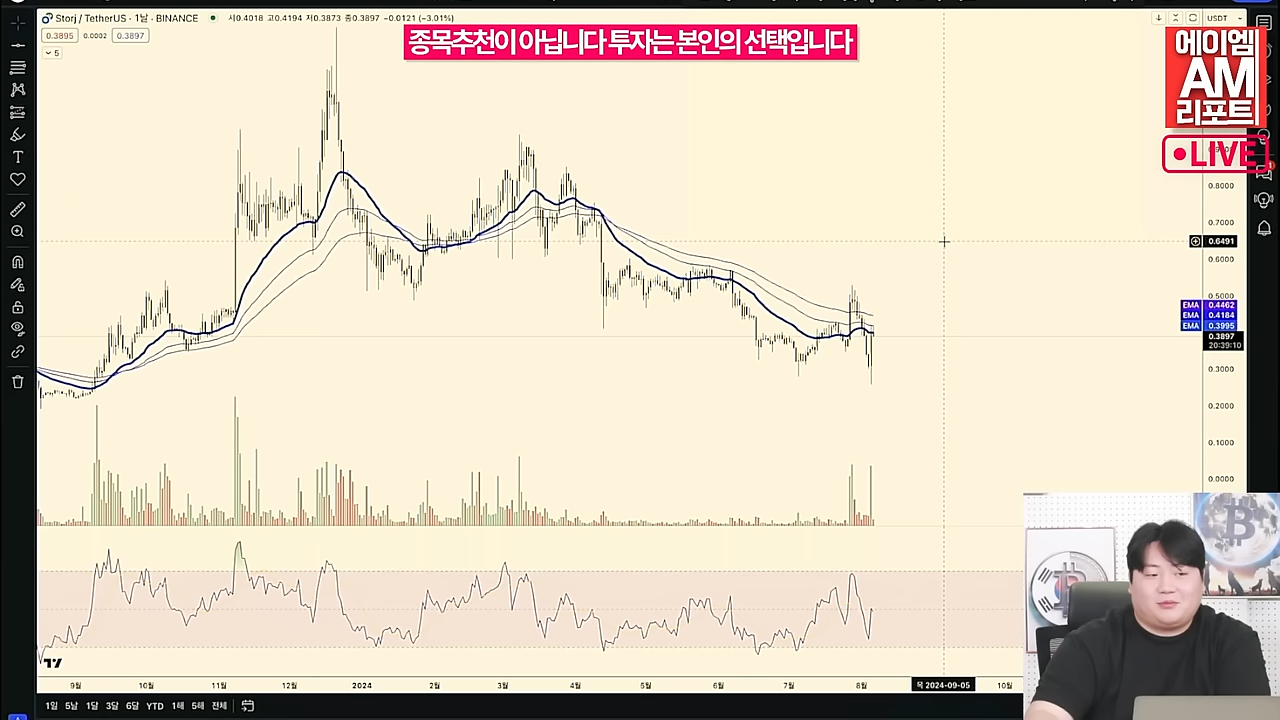 Storj / TetherUS · 1날 · BINANCE 시0.4018 고0.4194 저0.3873 종0.3897 −0.0121 (−3.01%)
0.3895 0.0002 0.3897
5
종목추천이 아닙니다 투자는 본인의 선택입니다
USDT
에이엠
AM
리포트
LIVE
0.8000
0.7000
0.6491
0.6000
0.5000
EMA 0.4462
EMA 0.4184
EMA 0.3995
0.3897
20:39:10
0.3000
0.2000
0.1000
0.0000
9월 10월 11월 12월 2024 2월 3월 4월 5월 6월 7월 8월 목 2024-09-05 10월
1일 5날 1달 3달 6달 YTD 1해 5해 전체